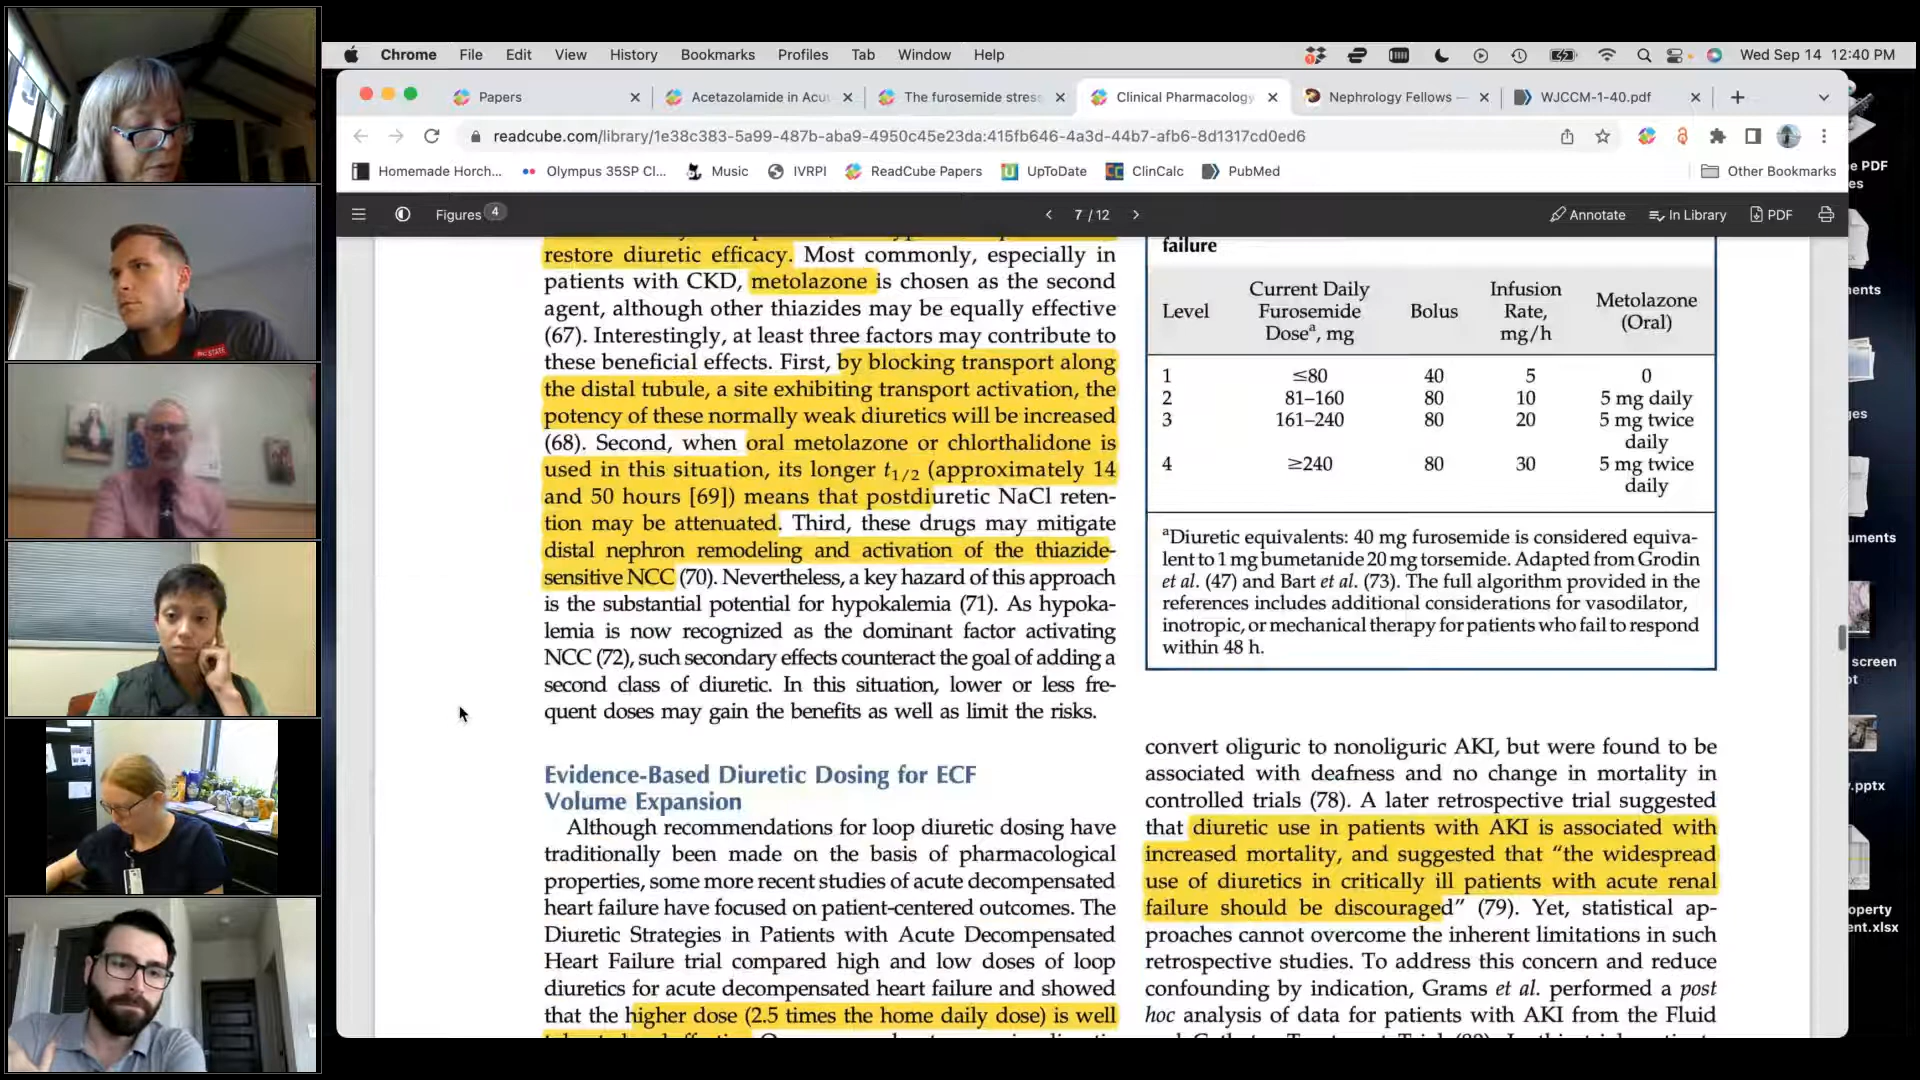 Chrome File Edit View History Bookmarks Profiles Tab Window Help Wed Sep 14 12:40 PM
Papers Acetazolamide in Acu The furosemide stres Clinical Pharmacology Nephrology Fellows — WJCCM-1-40.pdf
readcube.com/library/1e38c383-5a99-487b-aba9-4950c45e23da:415fb646-4a3d-44b7-afb6-8d1317cd0ed6
Homemade Horch... Olympus 35SP Cl... Music IVRPI ReadCube Papers UpToDate ClinCalc PubMed Other Bookmarks
Figures 4 7 / 12 Annotate In Library PDF
restore diuretic efficacy. Most commonly, especially in
patients with CKD, metolazone is chosen as the second
agent, although other thiazides may be equally effective
(67). Interestingly, at least three factors may contribute to
these beneficial effects. First, by blocking transport along
the distal tubule, a site exhibiting transport activation, the
potency of these normally weak diuretics will be increased
(68). Second, when oral metolazone or chlorthalidone is
used in this situation, its longer t1/2 (approximately 14
and 50 hours [69]) means that postdiuretic NaCl reten-
tion may be attenuated. Third, these drugs may mitigate
distal nephron remodeling and activation of the thiazide-
sensitive NCC (70). Nevertheless, a key hazard of this approach
is the substantial potential for hypokalemia (71). As hypoka-
lemia is now recognized as the dominant factor activating
NCC (72), such secondary effects counteract the goal of adding a
second class of diuretic. In this situation, lower or less fre-
quent doses may gain the benefits as well as limit the risks.
Evidence-Based Diuretic Dosing for ECF
Volume Expansion
Although recommendations for loop diuretic dosing have
traditionally been made on the basis of pharmacological
properties, some more recent studies of acute decompensated
heart failure have focused on patient-centered outcomes. The
Diuretic Strategies in Patients with Acute Decompensated
Heart Failure trial compared high and low doses of loop
diuretics for acute decompensated heart failure and showed
that the higher dose (2.5 times the home daily dose) is well
failure
Level Current Daily Furosemide Doseᵃ, mg Bolus Infusion Rate, mg/h Metolazone (Oral)
1 ≤80 40 5 0
2 81–160 80 10 5 mg daily
3 161–240 80 20 5 mg twice daily
4 ≥240 80 30 5 mg twice daily
ᵃDiuretic equivalents: 40 mg furosemide is considered equiva-
lent to 1 mg bumetanide 20 mg torsemide. Adapted from Grodin
et al. (47) and Bart et al. (73). The full algorithm provided in the
references includes additional considerations for vasodilator,
inotropic, or mechanical therapy for patients who fail to respond
within 48 h.
convert oliguric to nonoliguric AKI, but were found to be
associated with deafness and no change in mortality in
controlled trials (78). A later retrospective trial suggested
that diuretic use in patients with AKI is associated with
increased mortality, and suggested that “the widespread
use of diuretics in critically ill patients with acute renal
failure should be discouraged” (79). Yet, statistical ap-
proaches cannot overcome the inherent limitations in such
retrospective studies. To address this concern and reduce
confounding by indication, Grams et al. performed a post
hoc analysis of data for patients with AKI from the Fluid
e PDF
es
ents
ges
uments
screen
ot
.pptx
operty
ent.xlsx